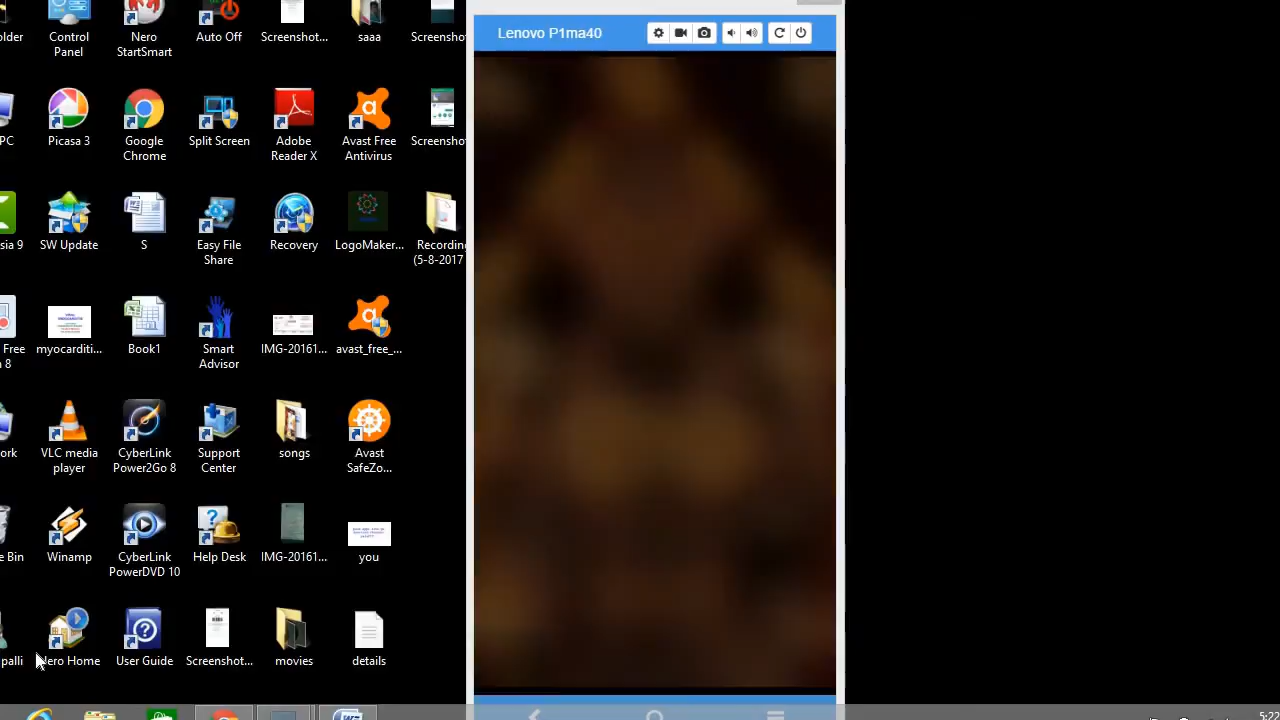 older
Control
Panel
Nero
StartSmart
Auto Off
Screenshot...
saaa
Screensho
Lenovo P1ma40
PC
Picasa 3
Google
Chrome
Split Screen
Adobe
Reader X
Avast Free
Antivirus
Screensho
sia 9
SW Update
S
Easy File
Share
Recovery
LogoMaker...
Recording
(5-8-2017
Free
8
myocarditi...
Book1
Smart
Advisor
IMG-20161...
avast_free_...
ork
VLC media
player
CyberLink
Power2Go 8
Support
Center
songs
Avast
SafeZo...
e Bin
Winamp
CyberLink
PowerDVD 10
Help Desk
IMG-20161...
you
palli
Nero Home
User Guide
Screenshot...
movies
details
5:22